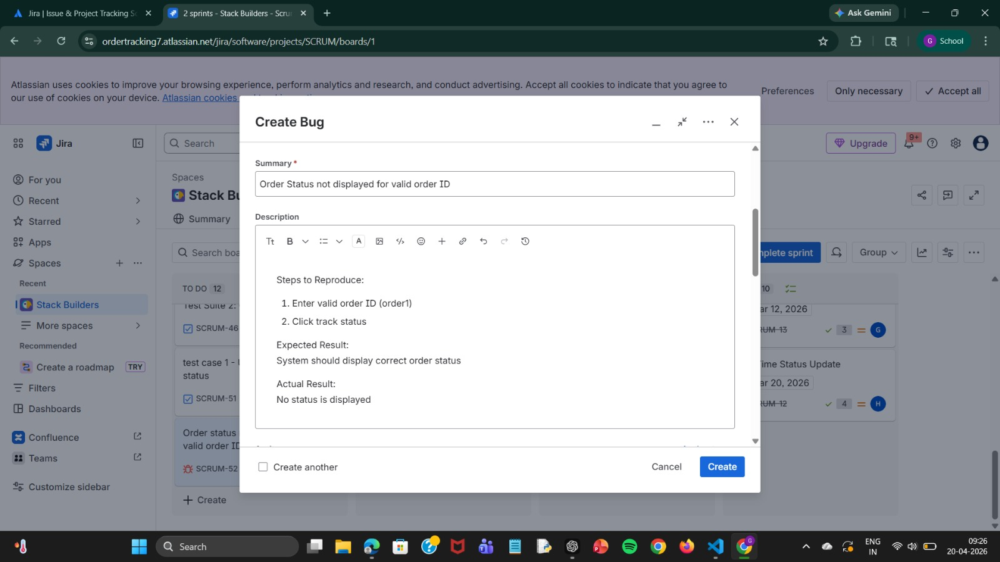 Jira | Issue & Project Tracking So
2 sprints - Stack Builders - Scru
Ask Gemini
ordertracking7.atlassian.net/jira/software/projects/SCRUM/boards/1
G School
Atlassian uses cookies to improve your browsing experience, perform analytics and research, and conduct advertising. Accept all cookies to indicate that you agree to
our use of cookies on your device. Atlassian cookies
Preferences
Only necessary
Accept all
Create Bug
Jira
Search
Upgrade
9+
For you
Recent
Starred
Apps
Spaces
Recent
Stack Builders
More spaces
Recommended
Create a roadmap TRY
Filters
Dashboards
Confluence
Teams
Customize sidebar
Spaces
Stack Bu
Summary
Search boa
TO DO 12
Test Suite 2:
SCRUM-46
test case 1 -
status
SCRUM-51
Order status
valid order ID
SCRUM-52
Create
Summary *
Order Status not displayed for valid order ID
Description
Tt B A
Steps to Reproduce:
1. Enter valid order ID (order1)
2. Click track status
Expected Result:
System should display correct order status
Actual Result:
No status is displayed
Create another
Cancel
Create
nplete sprint
Group
10
ar 12, 2026
RUM-13
3
G
Time Status Update
ar 20, 2026
RUM-12
4
H
Search
ENG
IN
09:26
20-04-2026